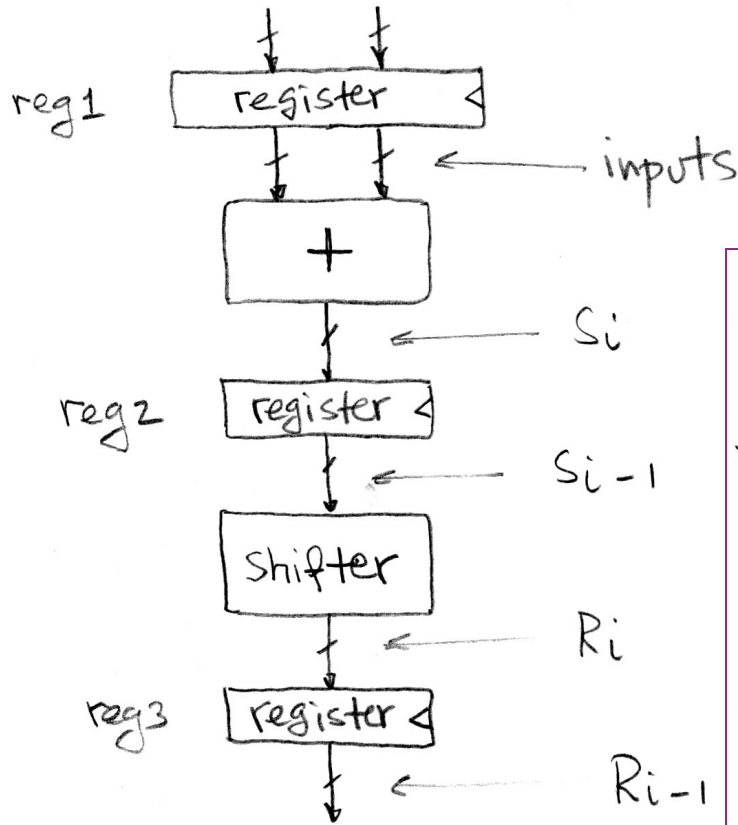 reg1
register
inputs
+
Si
reg2
register
Si-1
Shifter
Ri
reg3
register
Ri-1